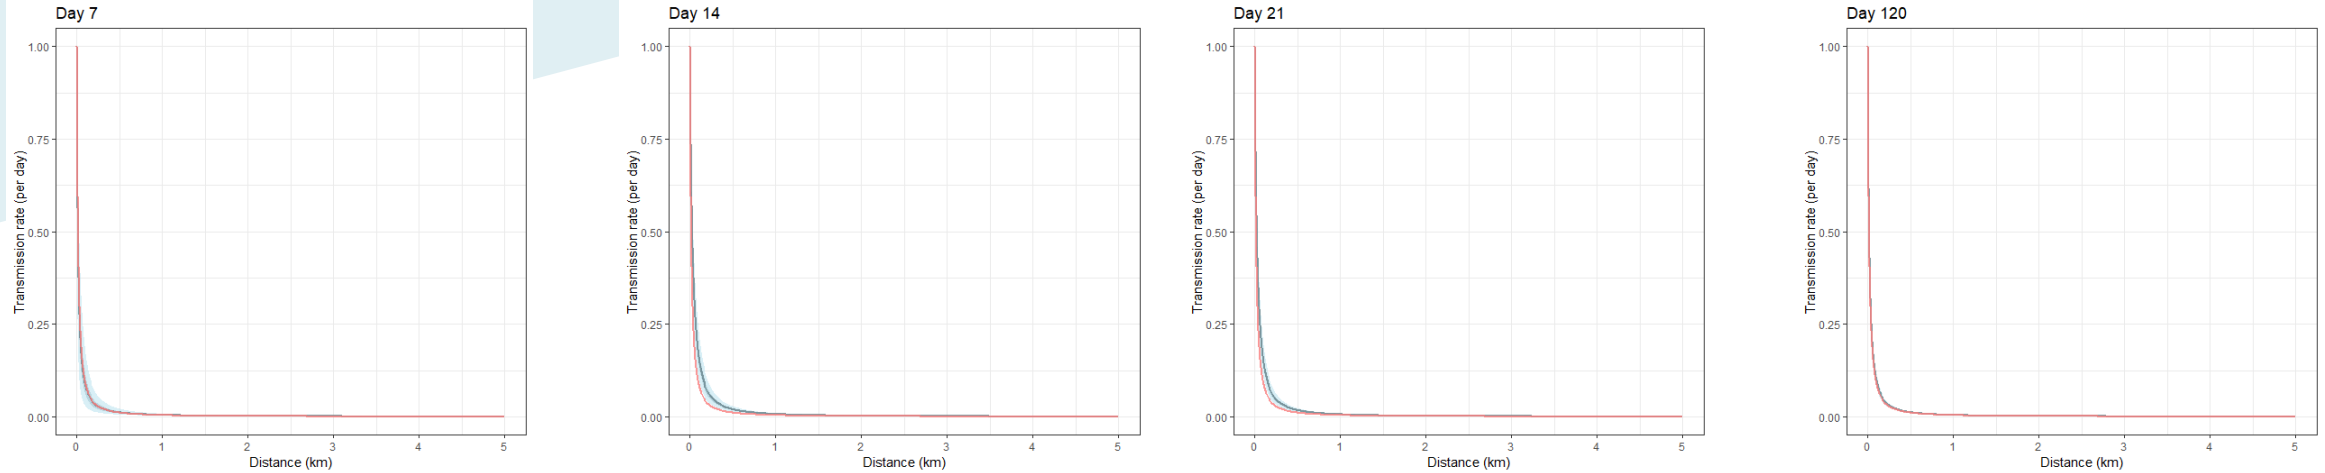 Day 7
1.00
0.75
0.50
0.25
0.00
Transmission rate (per day)
0 1 2 3 4 5
Distance (km)
Day 14
1.00
0.75
0.50
0.25
0.00
Transmission rate (per day)
0 1 2 3 4 5
Distance (km)
Day 21
1.00
0.75
0.50
0.25
0.00
Transmission rate (per day)
0 1 2 3 4 5
Distance (km)
Day 120
1.00
0.75
0.50
0.25
0.00
Transmission rate (per day)
0 1 2 3 4 5
Distance (km)